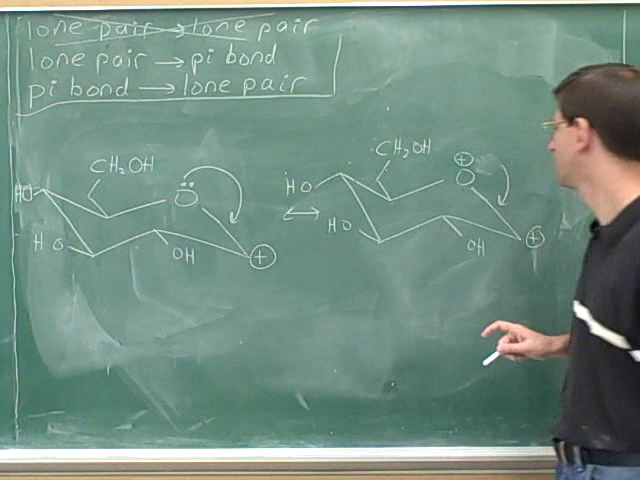 lone pair → lone pair
lone pair → pi bond
pi bond → lone pair
CH₂OH
HO
Ö
HO
OH
⊕
↔
CH₂OH
⊕
HO
O
HO
OH
⊕